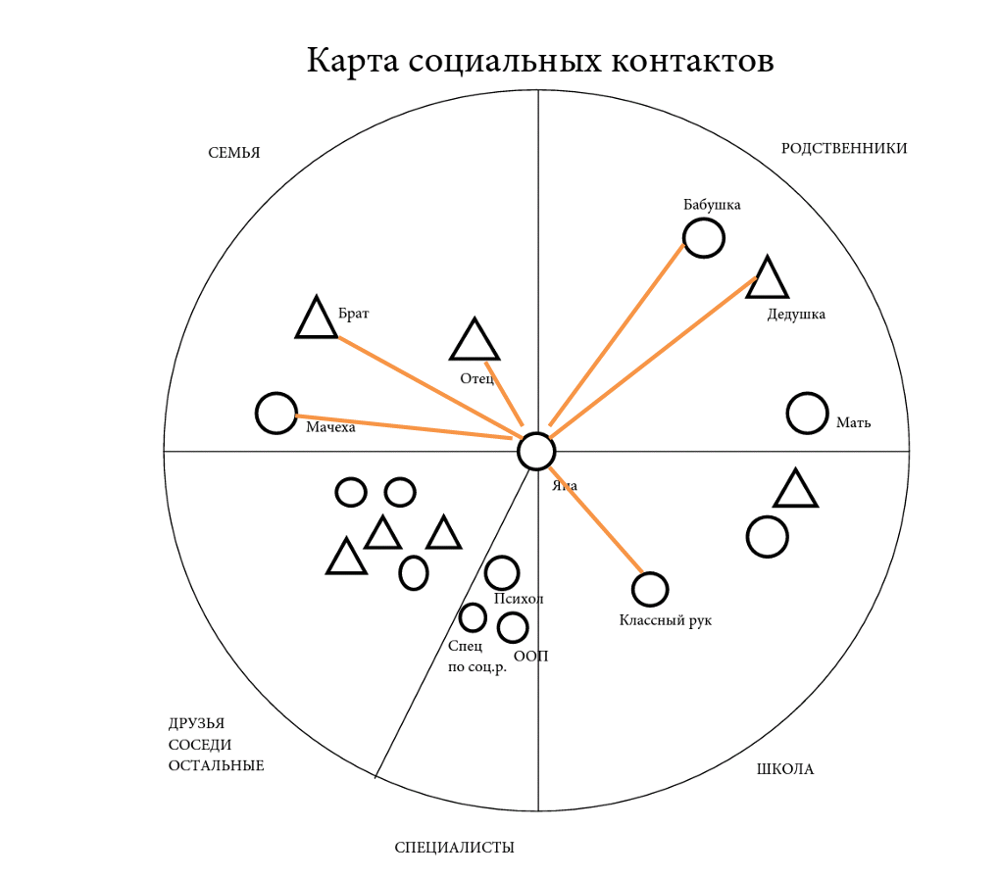 Карта социальных контактов
СЕМЬЯ
РОДСТВЕННИКИ
Бабушка
Брат
Дедушка
Отец
Мачеха
Мать
Яна
Психол
Классный рук
Спец
по соц.р.
ООП
ДРУЗЬЯ
СОСЕДИ
ОСТАЛЬНЫЕ
ШКОЛА
СПЕЦИАЛИСТЫ